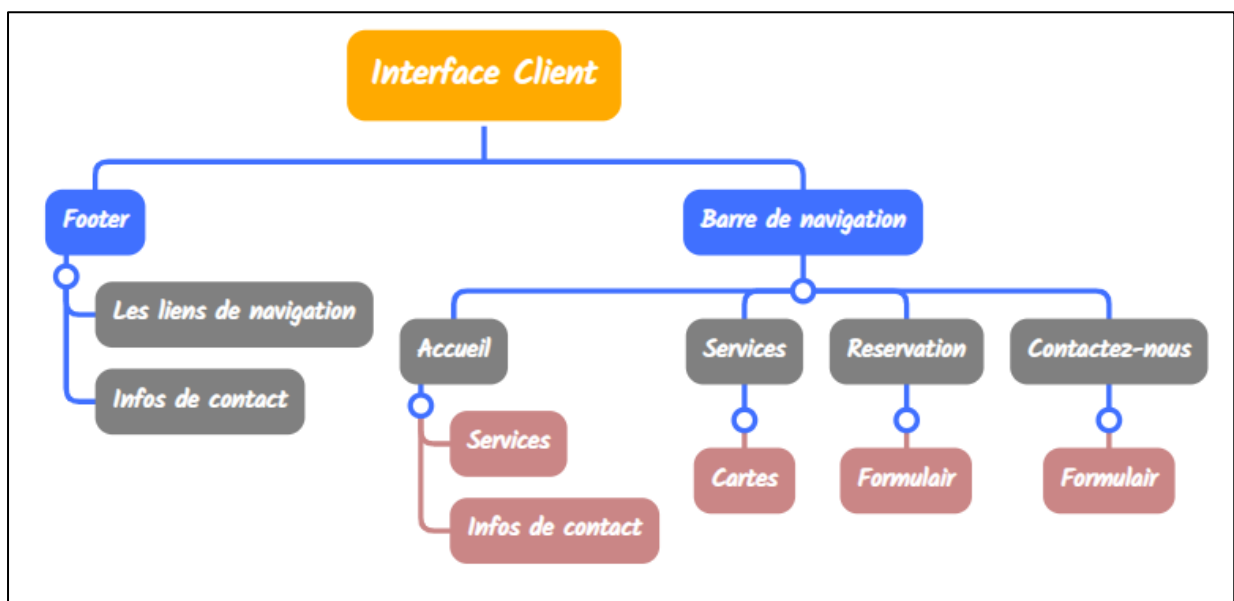 Interface Client
Footer
Barre de navigation
Les liens de navigation
Infos de contact
Accueil
Services
Reservation
Contactez-nous
Services
Infos de contact
Cartes
Formulair
Formulair